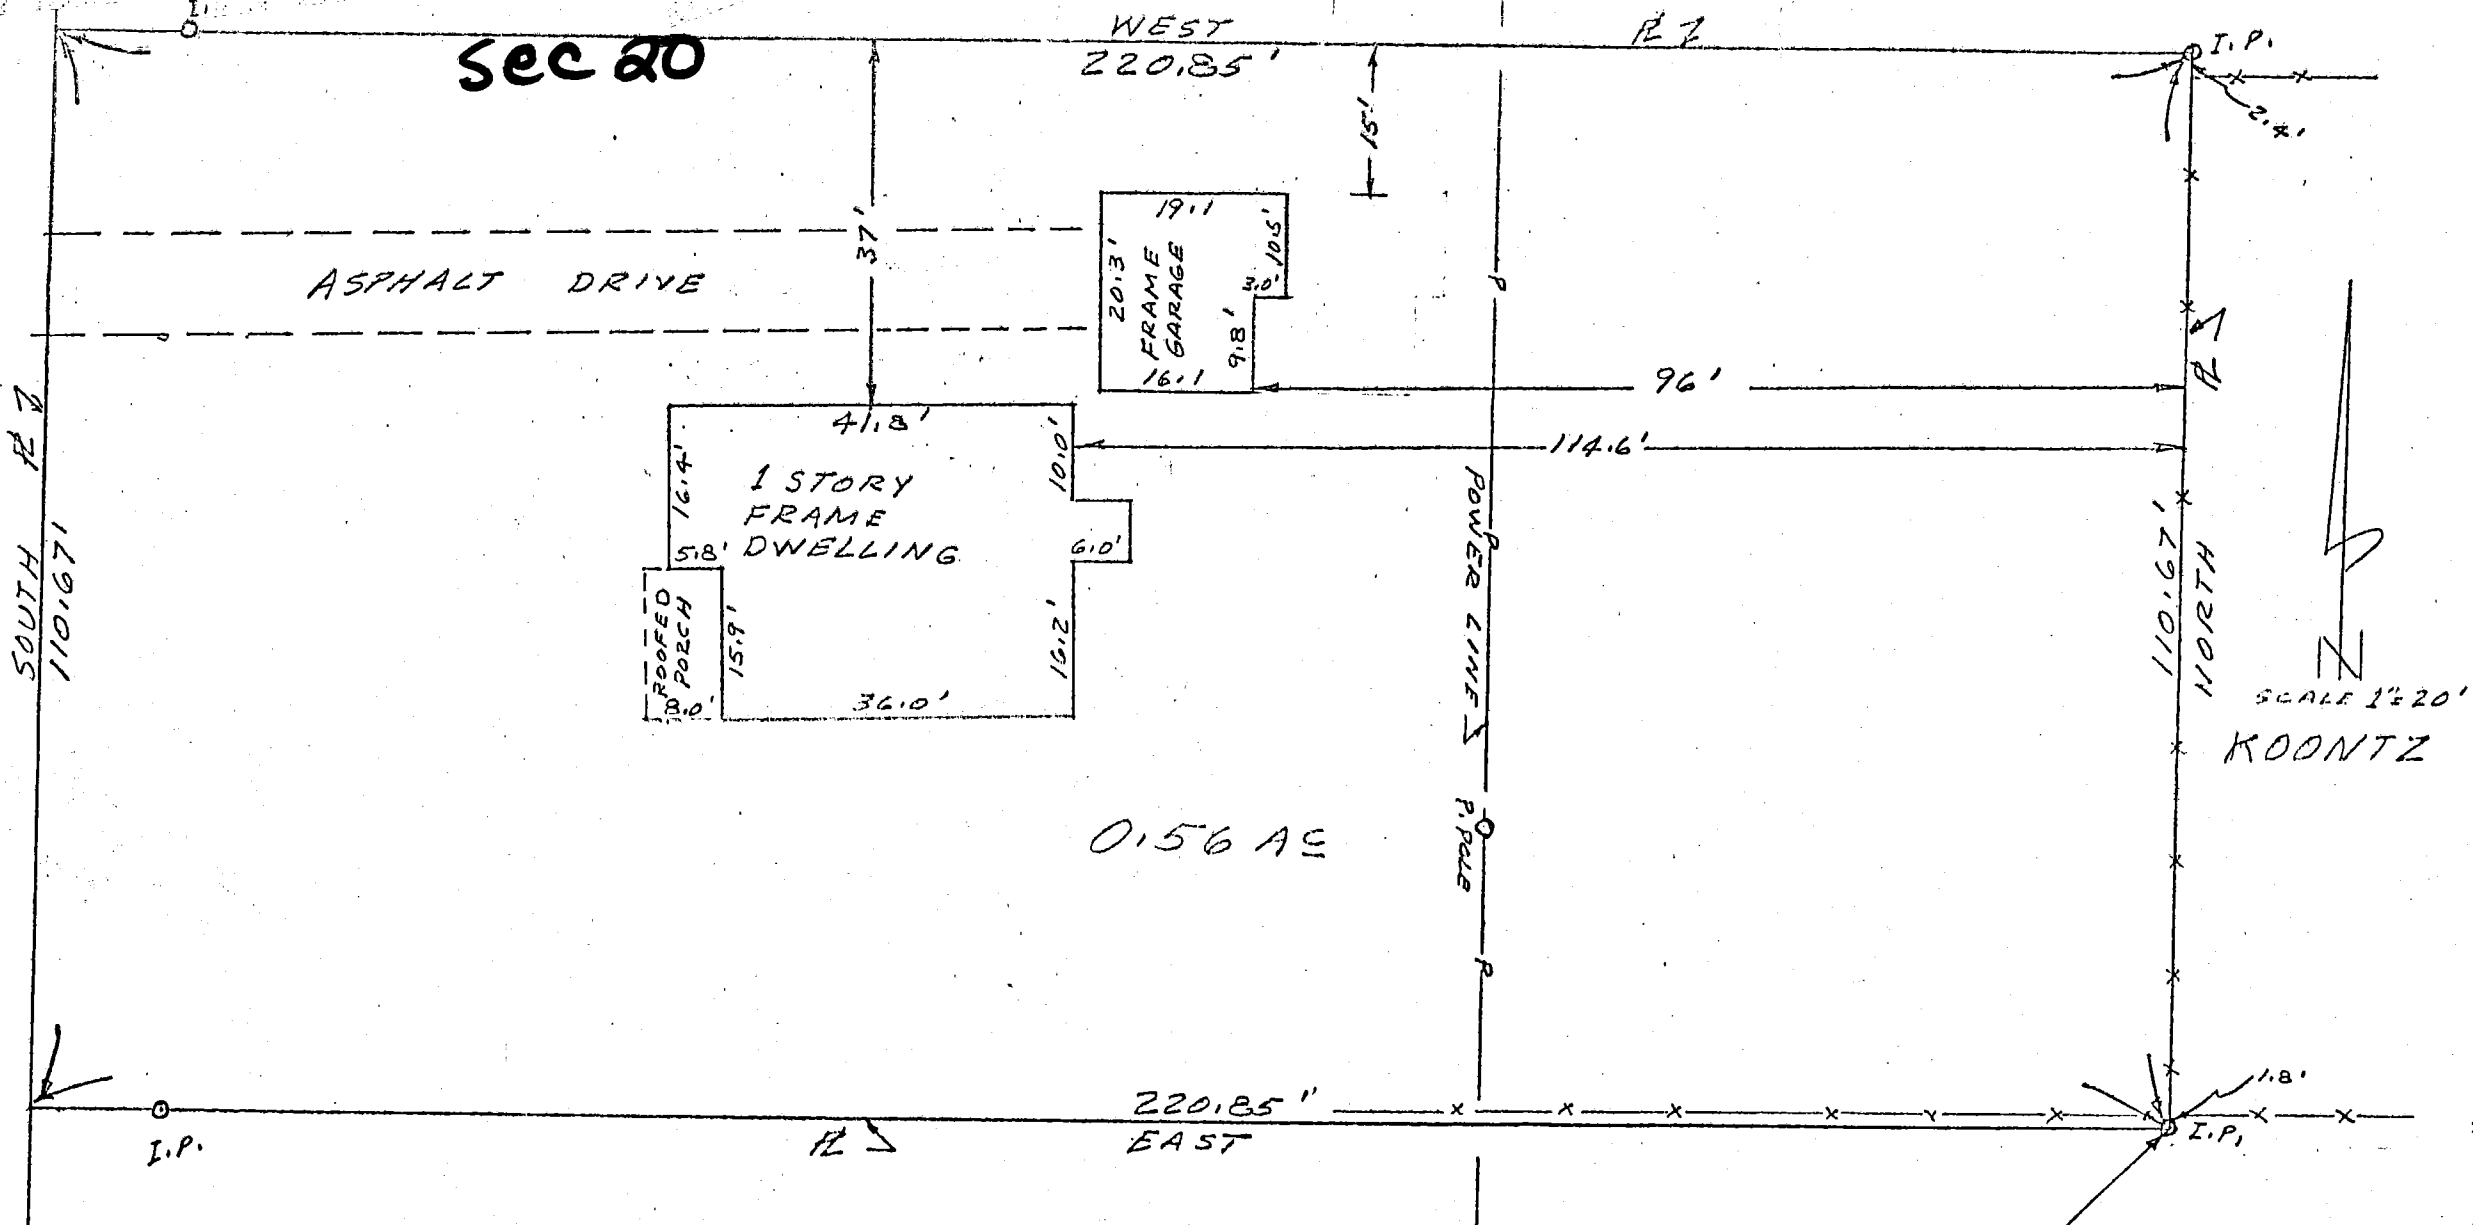 I.
WEST
220.85'
sec 20
I.P.
15'
37'
19.1
10.5'
20.3'
FRAME
GARAGE
3.0'
9.8'
16.1
ASPHALT DRIVE
96'
114.6'
41.8'
16.4'
10.0'
1 STORY
FRAME
DWELLING
5.8'
6.0'
ROOFED
PORCH
8.0'
15.9'
16.2'
36.0'
SOUTH
110.67'
P
POWER LINE
P
P. POLE
P
110.67'
NORTH
N
SCALE 1"=20'
KOONTZ
0.56 Ac
220.85"
EAST
I.P.
1.8'
I.P.